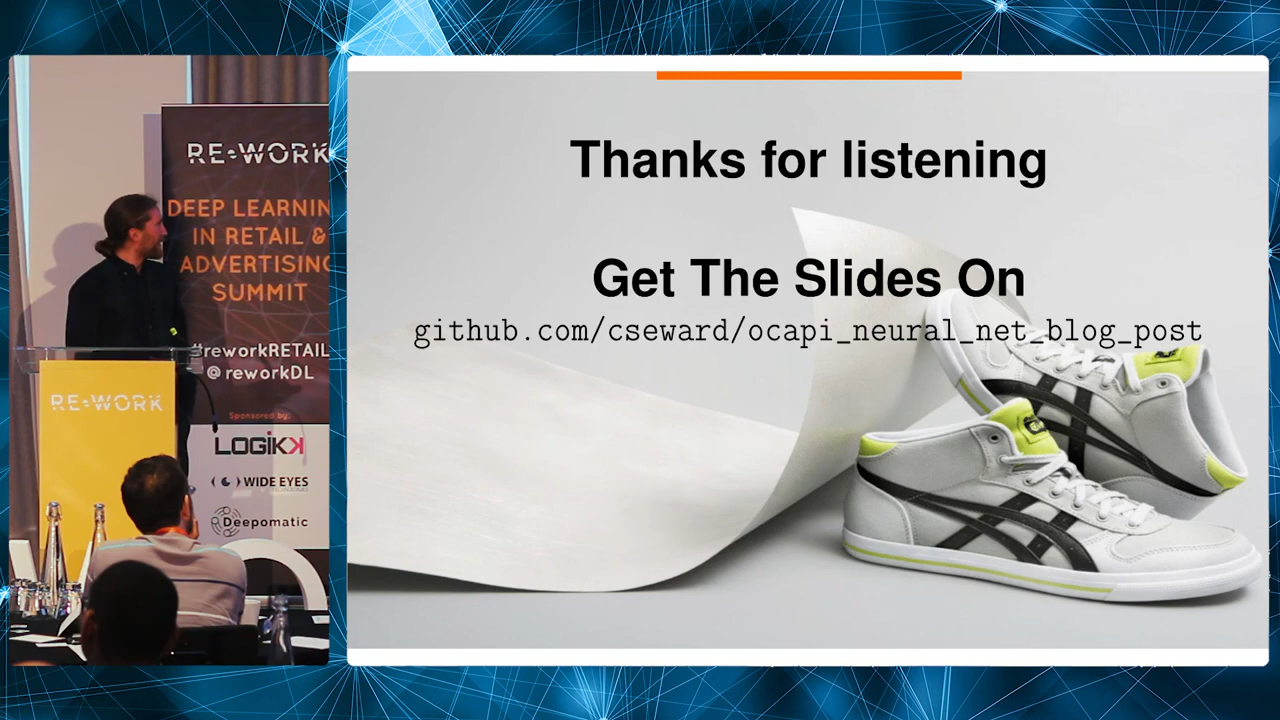 RE•WORK
DEEP LEARNIN
IN RETAIL &
ADVERTISING
SUMMIT
#reworkRETAIL
@reworkDL
Sponsored by:
LOGIKK
WIDE EYES
Deepomatic
RE•WORK
Thanks for listening
Get The Slides On
github.com/cseward/ocapi_neural_net_blog_post